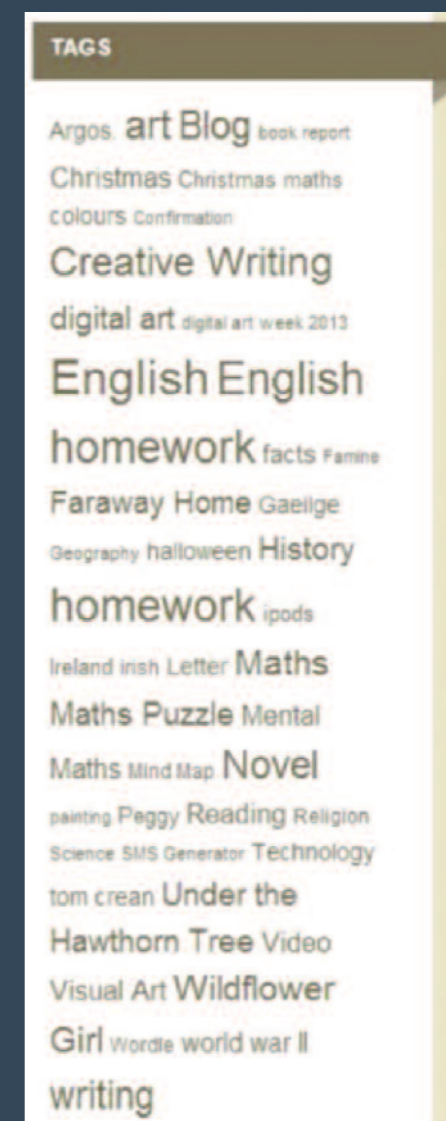 TAGS
Argos. art Blog book report
Christmas Christmas maths
colours Confirmation
Creative Writing
digital art digital art week 2013
English English
homework facts Famine
Faraway Home Gaeilge
Geography halloween History
homework ipods
Ireland irish Letter Maths
Maths Puzzle Mental
Maths Mind Map Novel
painting Peggy Reading Religion
Science SMS Generator Technology
tom crean Under the
Hawthorn Tree Video
Visual Art Wildflower
Girl Wordle world war II
writing